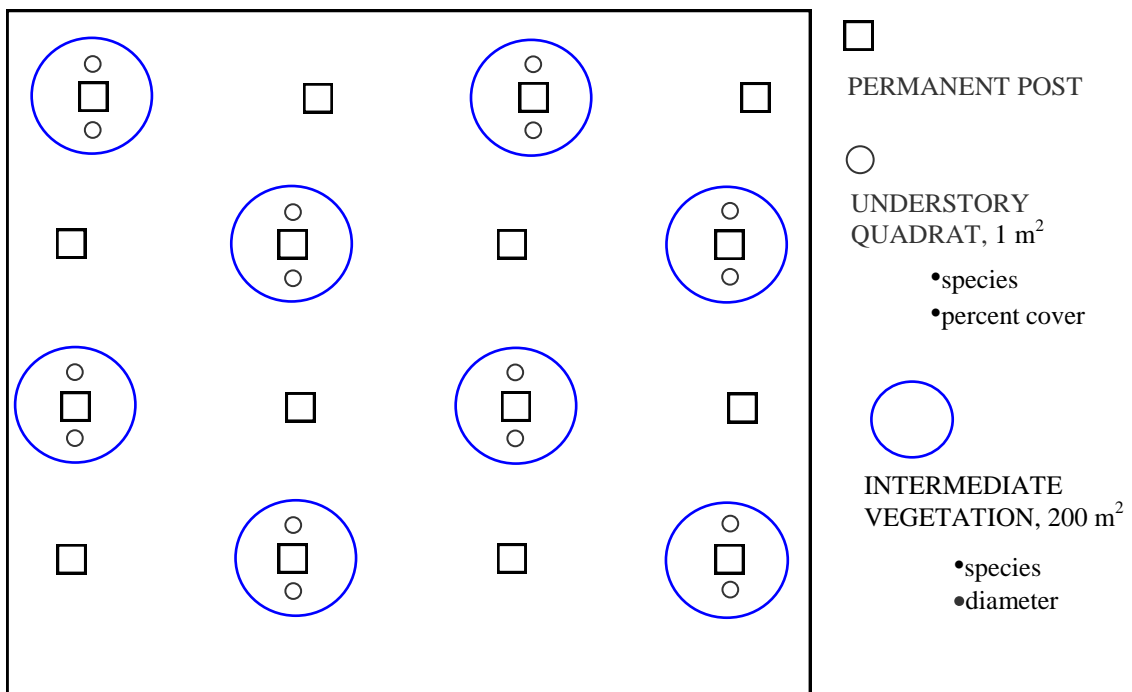 PERMANENT POST
UNDERSTORY
QUADRAT, 1 m²
•species
•percent cover
INTERMEDIATE
VEGETATION, 200 m²
•species
•diameter